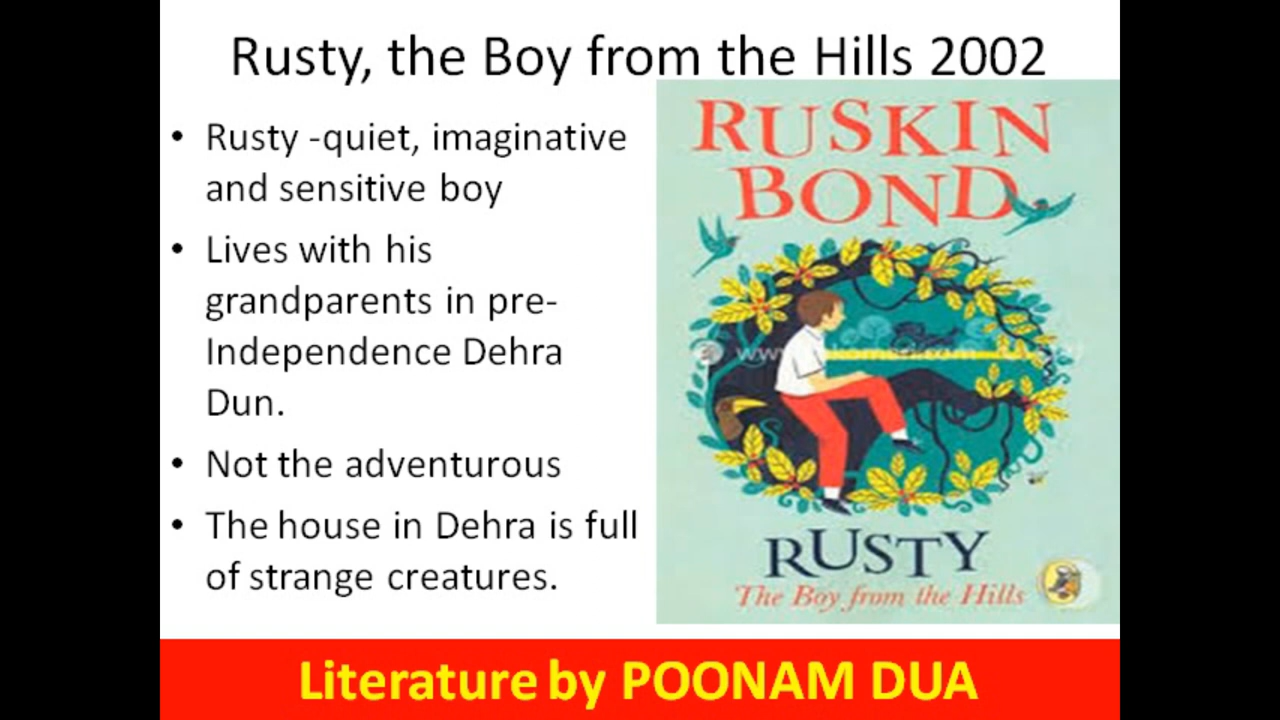 Rusty, the Boy from the Hills 2002
• Rusty -quiet, imaginative
and sensitive boy
• Lives with his
grandparents in pre-
Independence Dehra
Dun.
• Not the adventurous
• The house in Dehra is full
of strange creatures.
RUSKIN
BOND
RUSTY
The Boy from the Hills
Literature by POONAM DUA